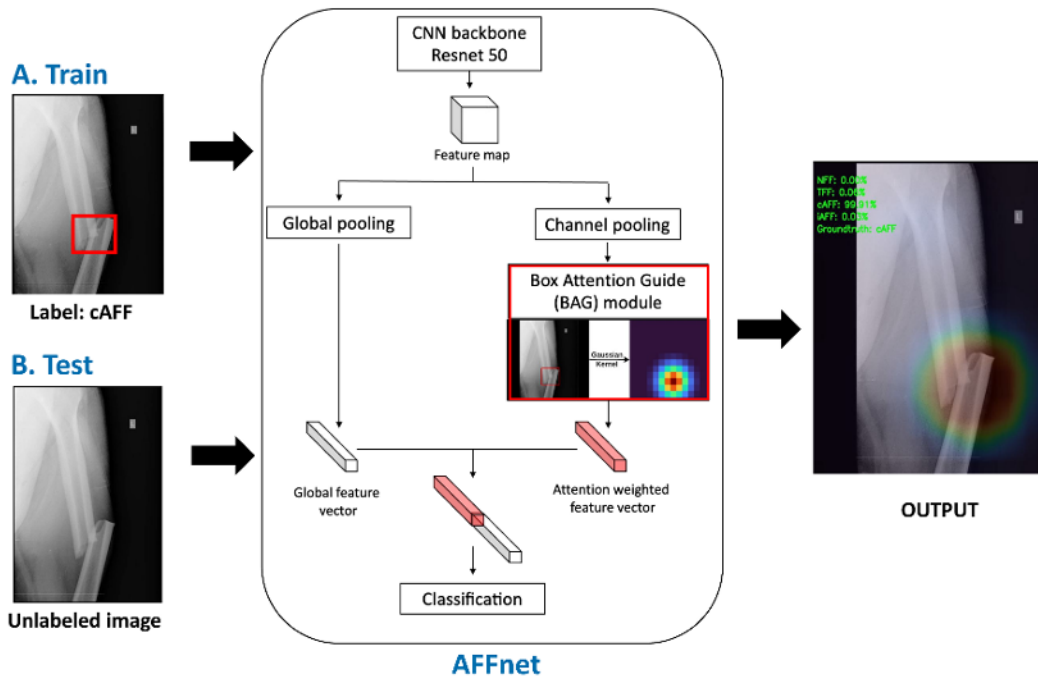 A. Train
Label: cAFF
B. Test
Unlabeled image
CNN backbone
Resnet 50
Feature map
Global pooling
Channel pooling
Box Attention Guide
(BAG) module
Gaussian
Kernel
Global feature
vector
Attention weighted
feature vector
Classification
AFFnet
NFF: 0.00%
TFF: 0.06%
cAFF: 99.91%
iAFF: 0.03%
Groundtruth: cAFF
OUTPUT